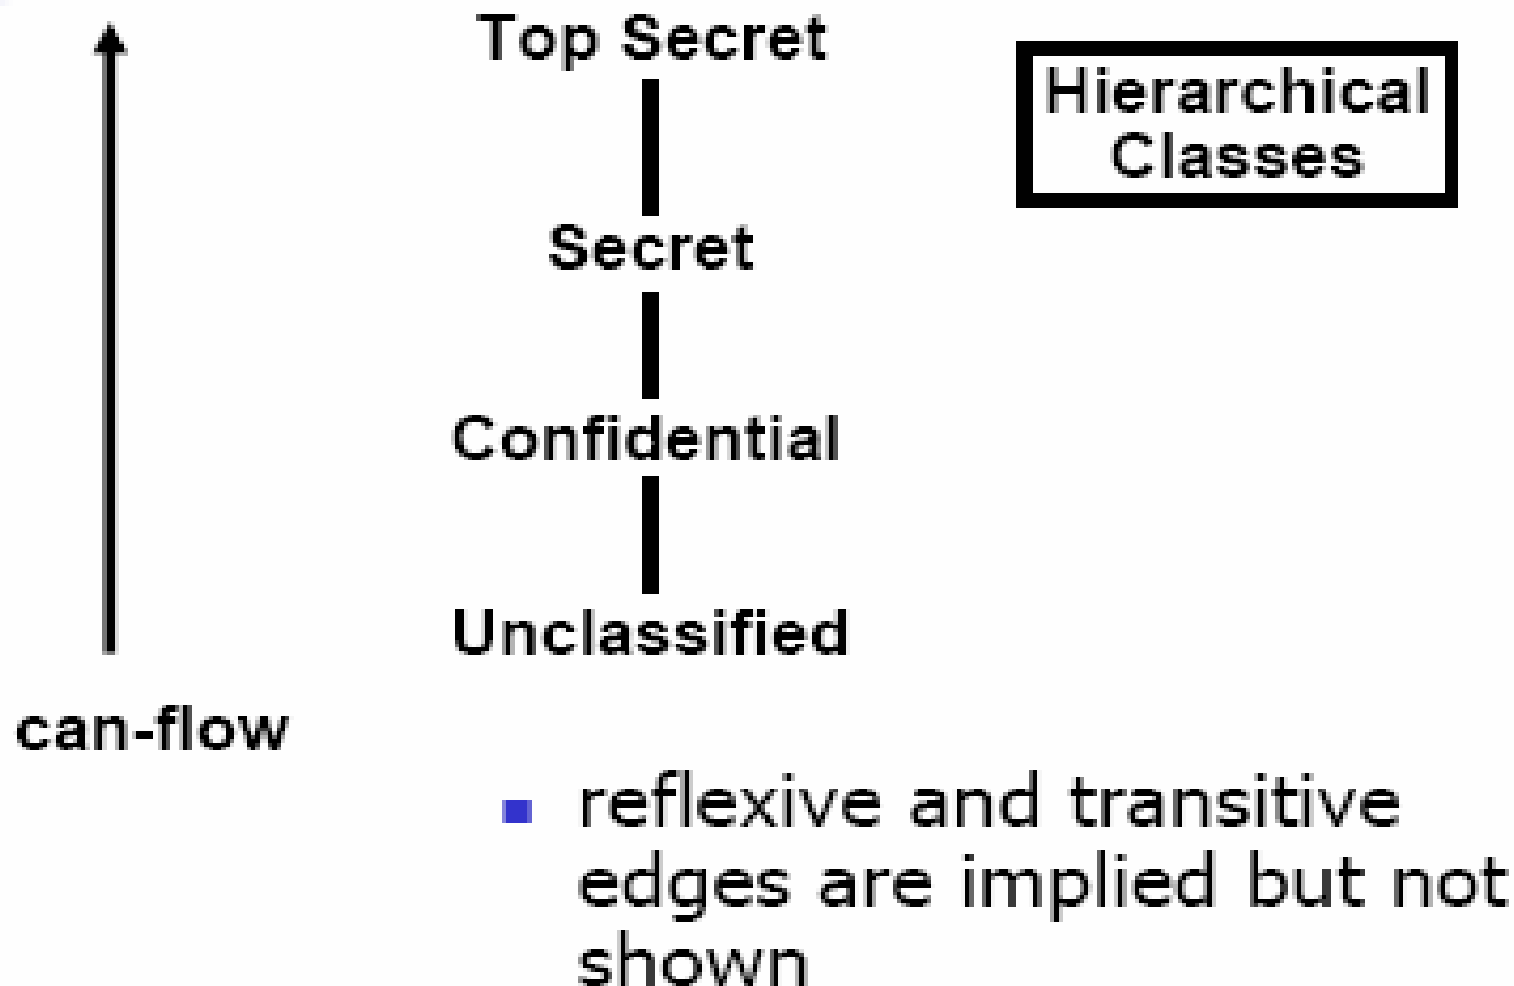 Top Secret
Hierarchical
Classes
Secret
Confidential
Unclassified
can-flow
reflexive and transitive
edges are implied but not
shown